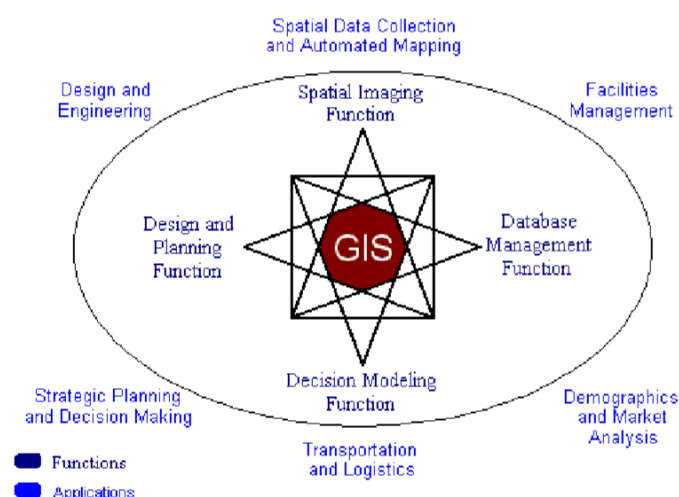 Spatial Data Collection
and Automated Mapping
Design and
Engineering
Facilities
Management
Spatial Imaging
Function
Design and
Planning
Function
GIS
Database
Management
Function
Decision Modeling
Function
Strategic Planning
and Decision Making
Demographics
and Market
Analysis
Transportation
and Logistics
Functions
Applications